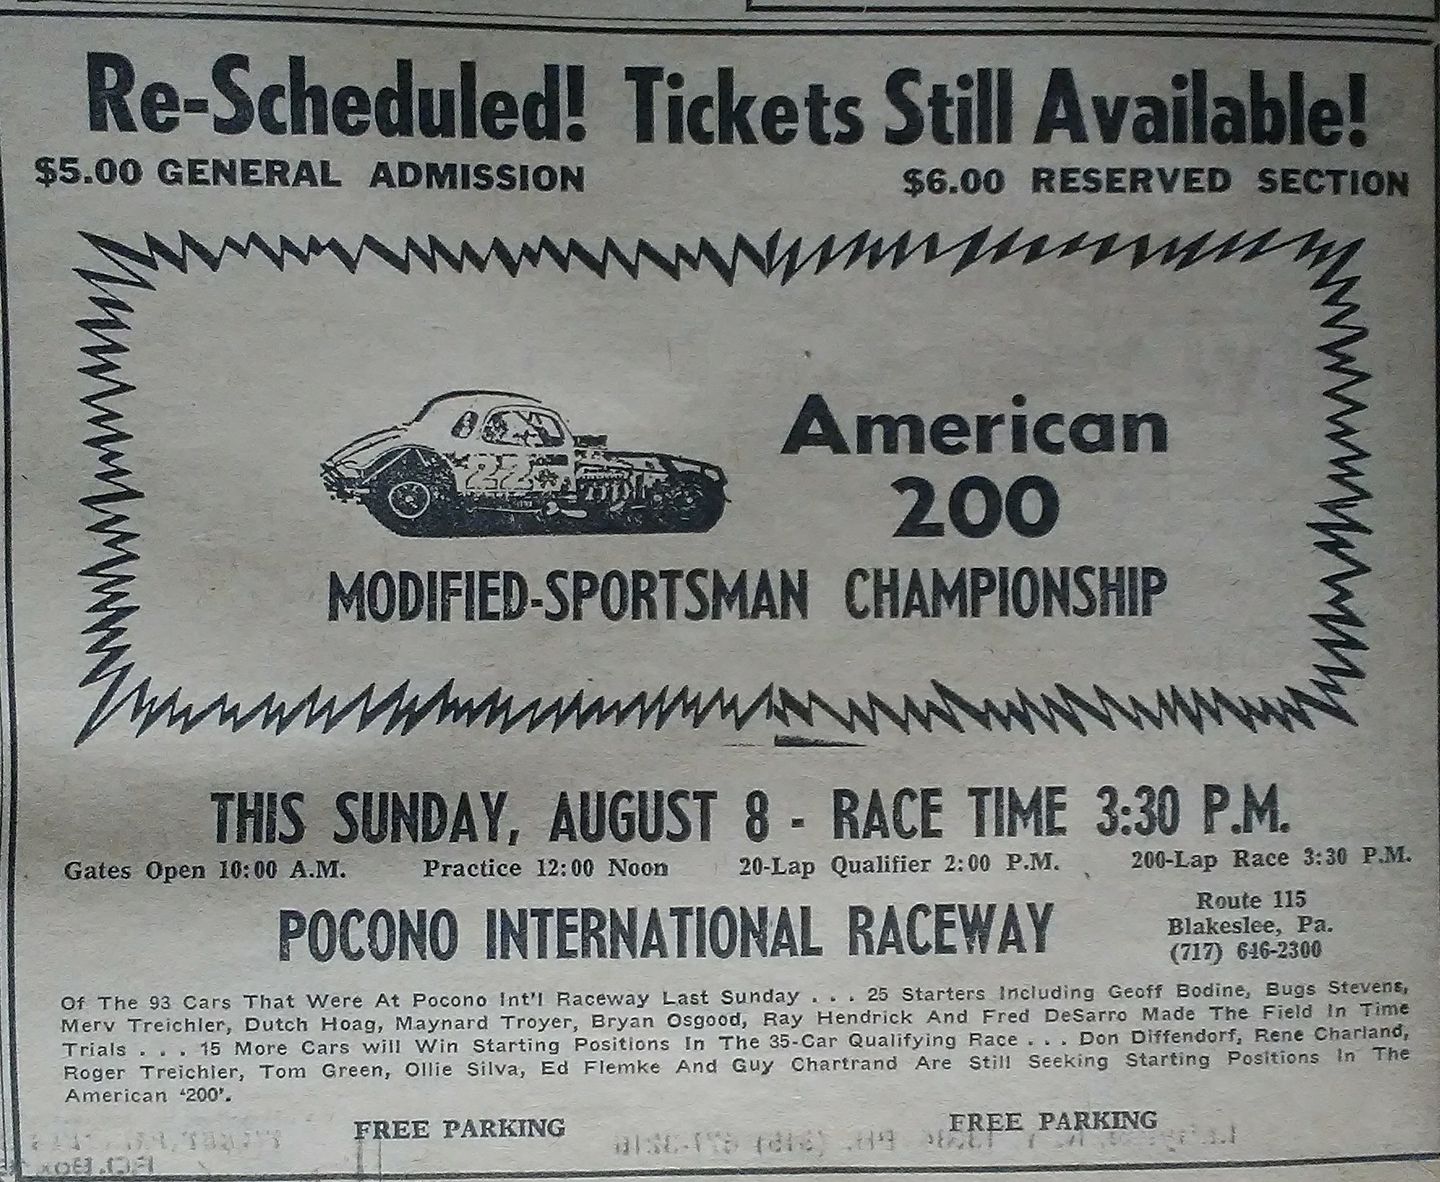 Re-Scheduled! Tickets Still Available!
$5.00 GENERAL ADMISSION $6.00 RESERVED SECTION
22
American
200
MODIFIED-SPORTSMAN CHAMPIONSHIP
THIS SUNDAY, AUGUST 8 - RACE TIME 3:30 P.M.
Gates Open 10:00 A.M. Practice 12:00 Noon 20-Lap Qualifier 2:00 P.M. 200-Lap Race 3:30 P.M.
POCONO INTERNATIONAL RACEWAY
Route 115
Blakeslee, Pa.
(717) 646-2300
Of The 93 Cars That Were At Pocono Int'l Raceway Last Sunday . . . 25 Starters Including Geoff Bodine, Bugs Stevens,
Merv Treichler, Dutch Hoag, Maynard Troyer, Bryan Osgood, Ray Hendrick And Fred DeSarro Made The Field In Time
Trials . . . 15 More Cars will Win Starting Positions In The 35-Car Qualifying Race . . . Don Diffendorf, Rene Charland,
Roger Treichler, Tom Green, Ollie Silva, Ed Flemke And Guy Chartrand Are Still Seeking Starting Positions In The
American '200'.
FREE PARKING FREE PARKING